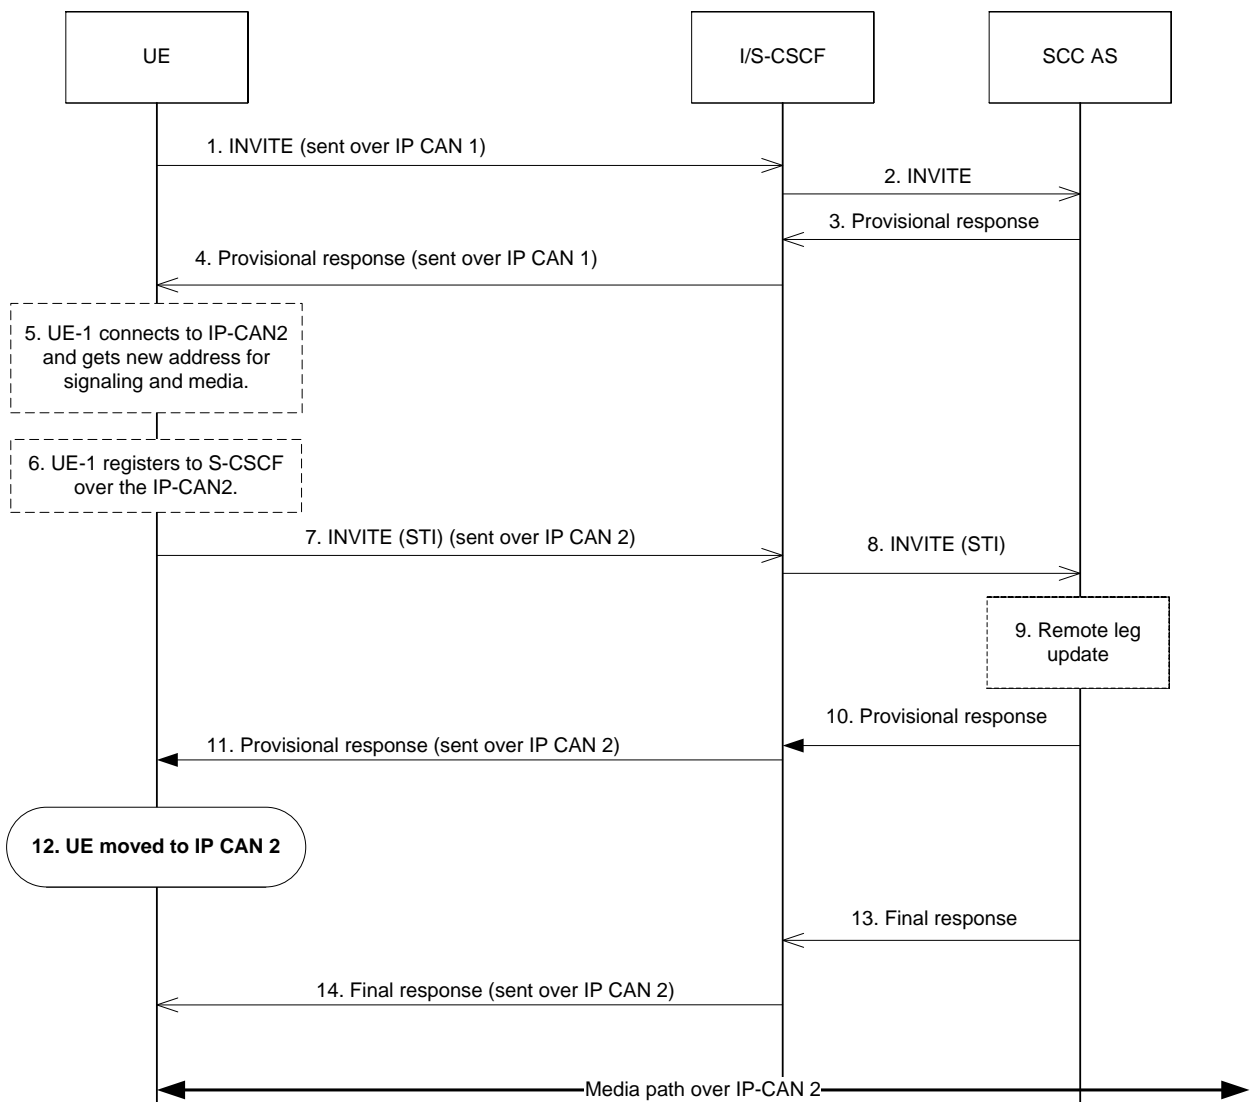 UE
I/S-CSCF
SCC AS
1. INVITE (sent over IP CAN 1)
2. INVITE
3. Provisional response
4. Provisional response (sent over IP CAN 1)
5. UE-1 connects to IP-CAN2
and gets new address for
signaling and media.
6. UE-1 registers to S-CSCF
over the IP-CAN2.
7. INVITE (STI) (sent over IP CAN 2)
8. INVITE (STI)
9. Remote leg
update
10. Provisional response
11. Provisional response (sent over IP CAN 2)
12. UE moved to IP CAN 2
13. Final response
14. Final response (sent over IP CAN 2)
Media path over IP-CAN 2